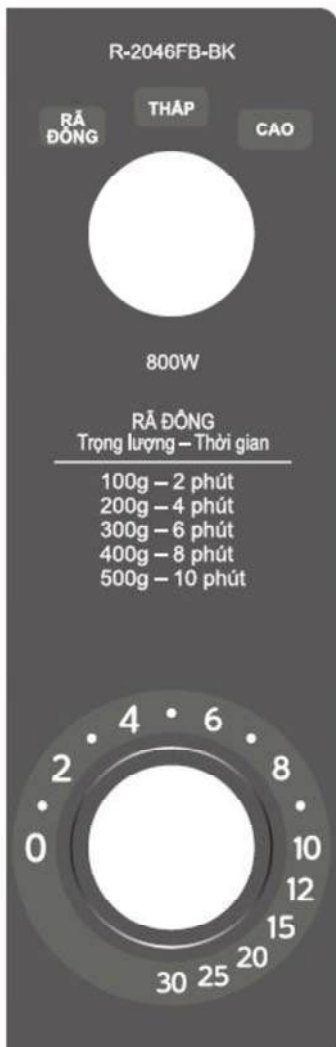 R-2046FB-BK
RÃ
ĐÔNG
THẤP
CAO
800W
RÃ ĐÔNG
Trọng lượng – Thời gian
100g – 2 phút
200g – 4 phút
300g – 6 phút
400g – 8 phút
500g – 10 phút
0
2
4
6
8
10
12
15
20
25
30